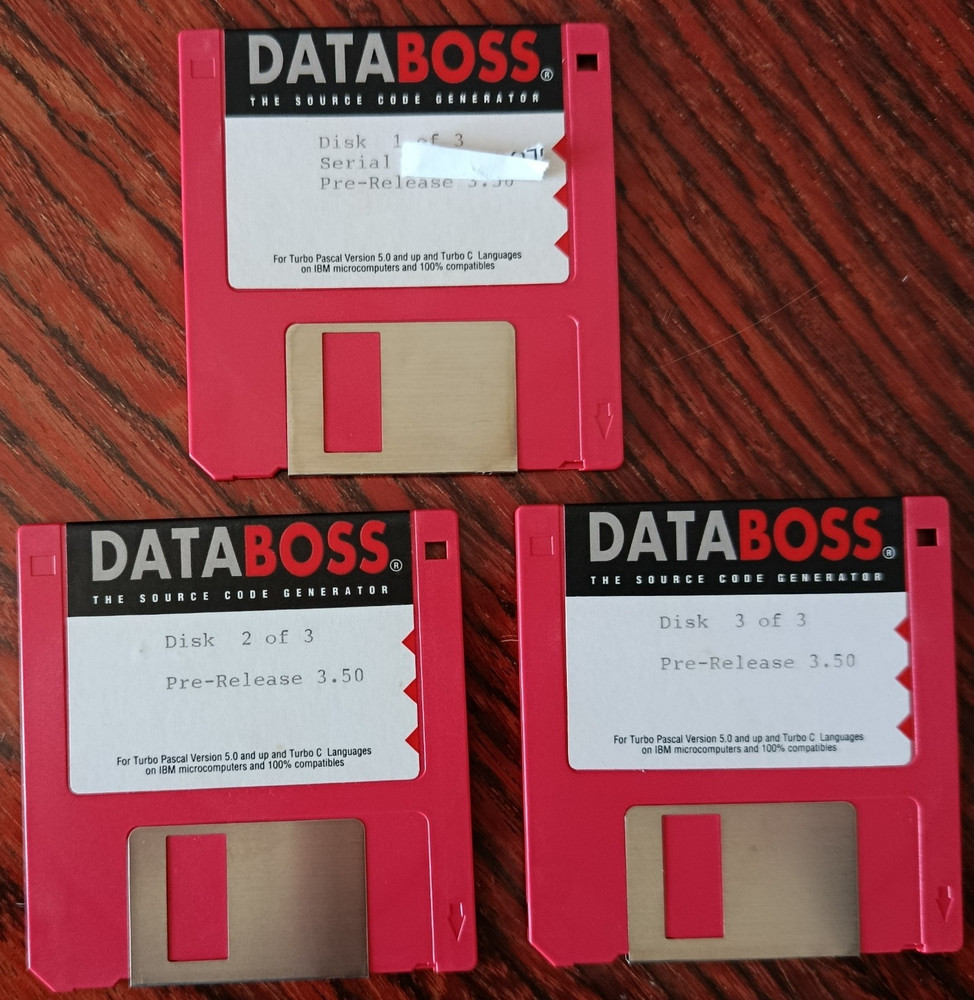 DATABOSS®
THE SOURCE CODE GENERATOR
Disk 1 of 3
Serial
Pre-Release 3.50
For Turbo Pascal Version 5.0 and up and Turbo C Languages
on IBM microcomputers and 100% compatibles
DATABOSS®
THE SOURCE CODE GENERATOR
Disk 2 of 3
Pre-Release 3.50
For Turbo Pascal Version 5.0 and up and Turbo C Languages
on IBM microcomputers and 100% compatibles
DATABOSS®
THE SOURCE CODE GENERATOR
Disk 3 of 3
Pre-Release 3.50
For Turbo Pascal Version 5.0 and up and Turbo C Languages
on IBM microcomputers and 100% compatibles